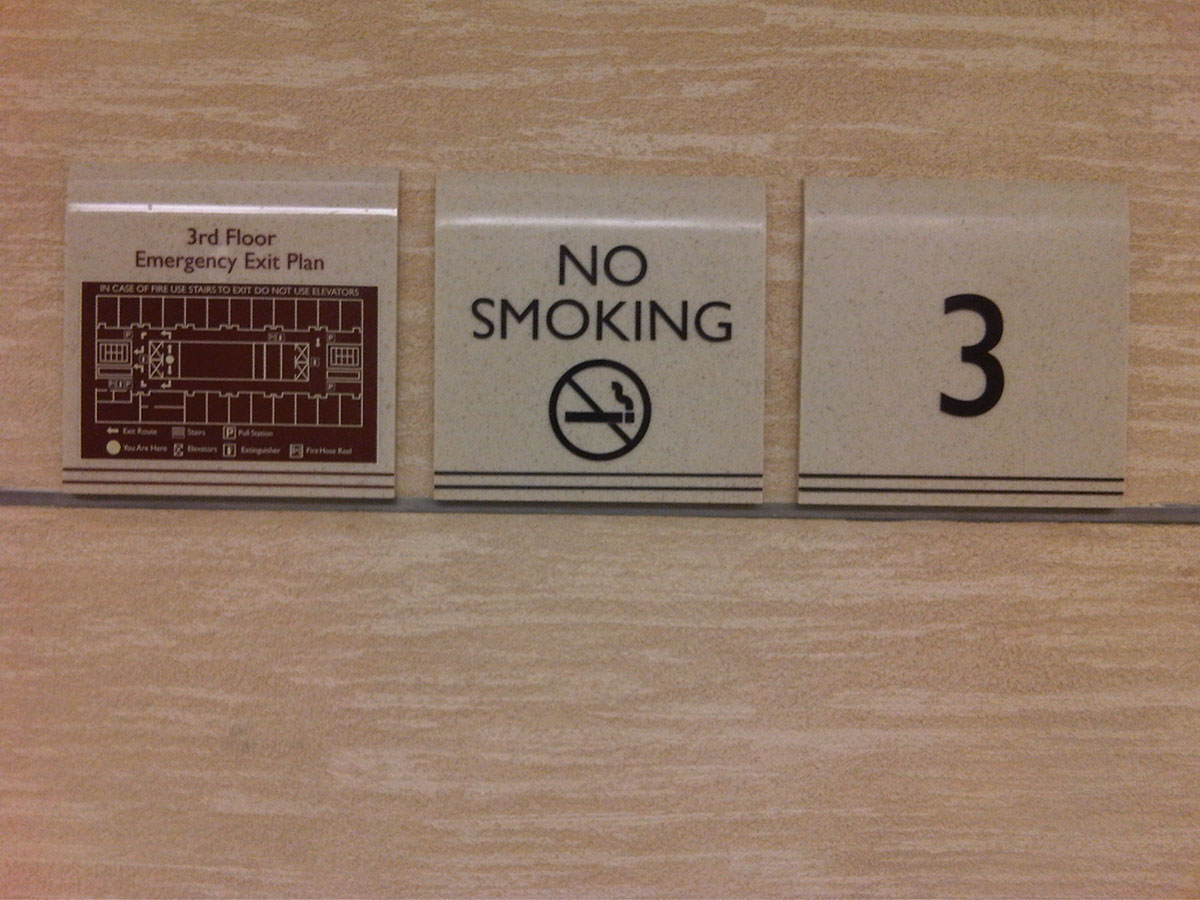 3rd Floor
Emergency Exit Plan
IN CASE OF FIRE USE STAIRS TO EXIT DO NOT USE ELEVATORS
Exit Route Stairs P Pull Station
You Are Here Elevators Extinguisher Fire Hose Reel
NO
SMOKING
3